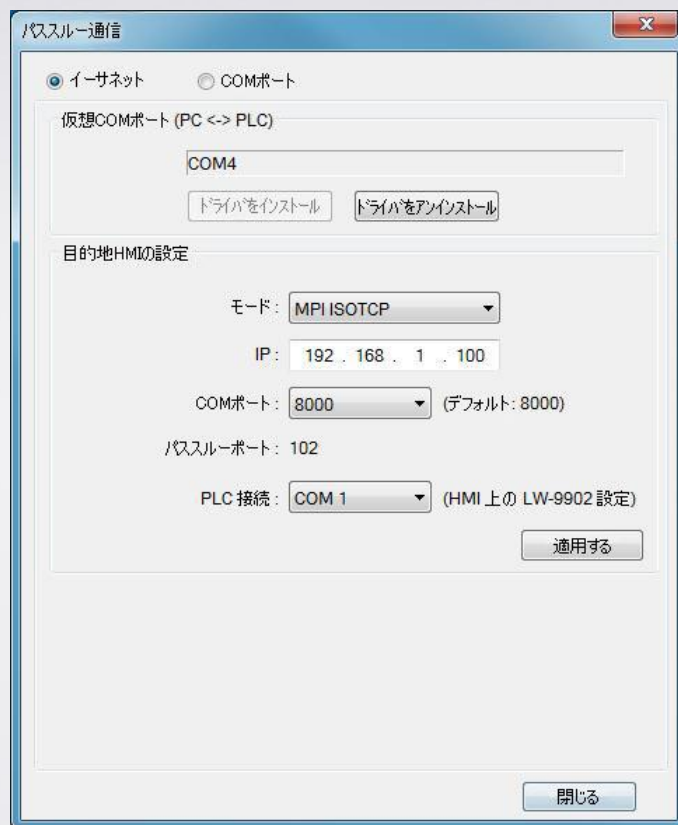 パススルー通信
イーサネット COMポート
仮想COMポート (PC <-> PLC)
COM4
ドライバをインストール ドライバをアンインストール
目的地HMIの設定
モード : MPI ISOTCP
IP : 192 . 168 . 1 . 100
COMポート : 8000 (デフォルト: 8000)
パススルーポート : 102
PLC 接続 : COM 1 (HMI 上の LW-9902 設定)
適用する
閉じる